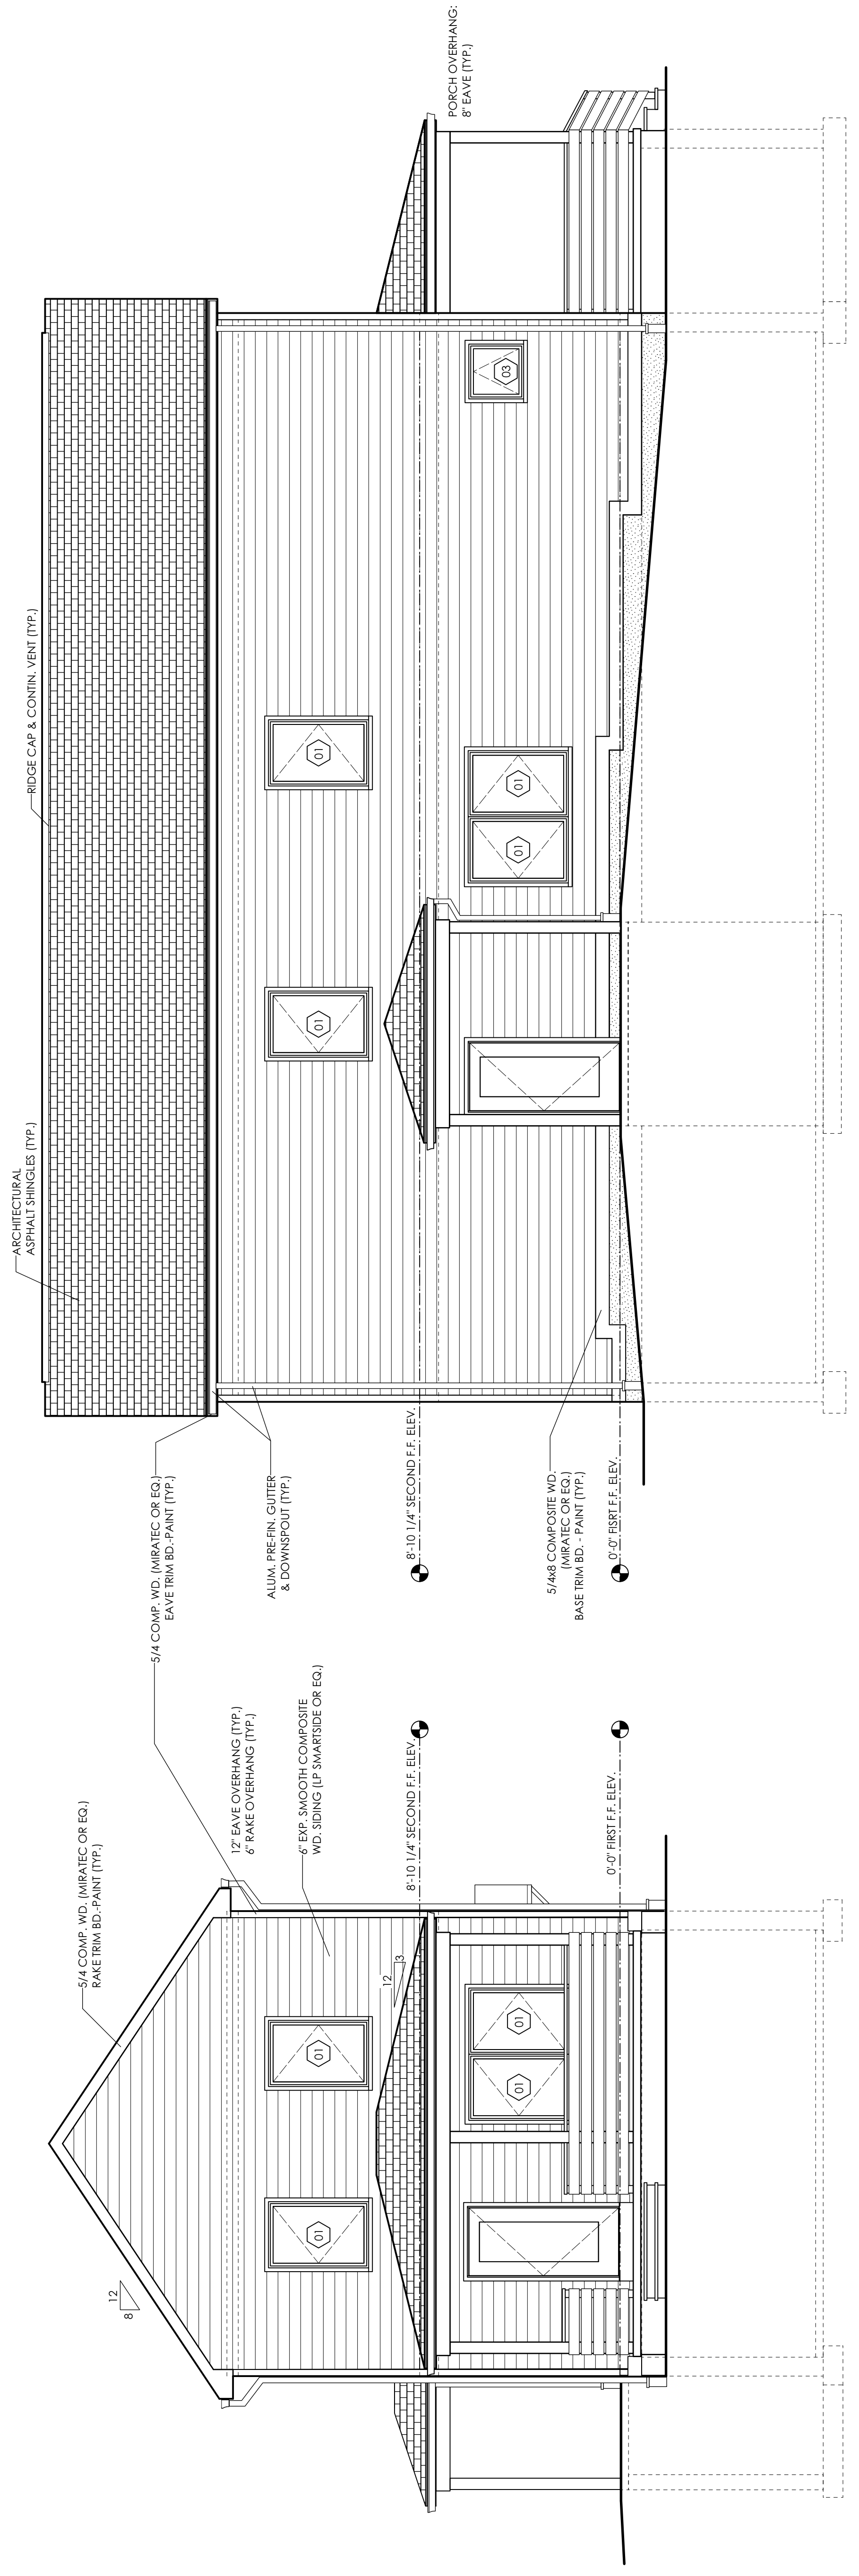 5/4 COMP. WD. (MIRATEC OR EQ.)
RAKE TRIM BD.-PAINT (TYP.)
12
8
5/4 COMP. WD. (MIRATEC OR EQ.)
EAVE TRIM BD.-PAINT (TYP.)
12" EAVE OVERHANG (TYP.)
6" RAKE OVERHANG (TYP.)
6" EXP. SMOOTH COMPOSITE
WD. SIDING (LP SMARTSIDE OR EQ.)
01
01
12
3
8'-10 1/4" SECOND F.F. ELEV.
01
01
0'-0" FIRST F.F. ELEV.
ARCHITECTURAL
ASPHALT SHINGLES (TYP.)
RIDGE CAP & CONTIN. VENT (TYP.)
ALUM. PRE-FIN. GUTTER
& DOWNSPOUT (TYP.)
01
01
8'-10 1/4" SECOND F.F. ELEV.
PORCH OVERHANG:
8" EAVE (TYP.)
01
01
03
5/4x8 COMPOSITE WD.
(MIRATEC OR EQ.)
BASE TRIM BD. - PAINT (TYP.)
0'-0" FISRT F.F. ELEV.